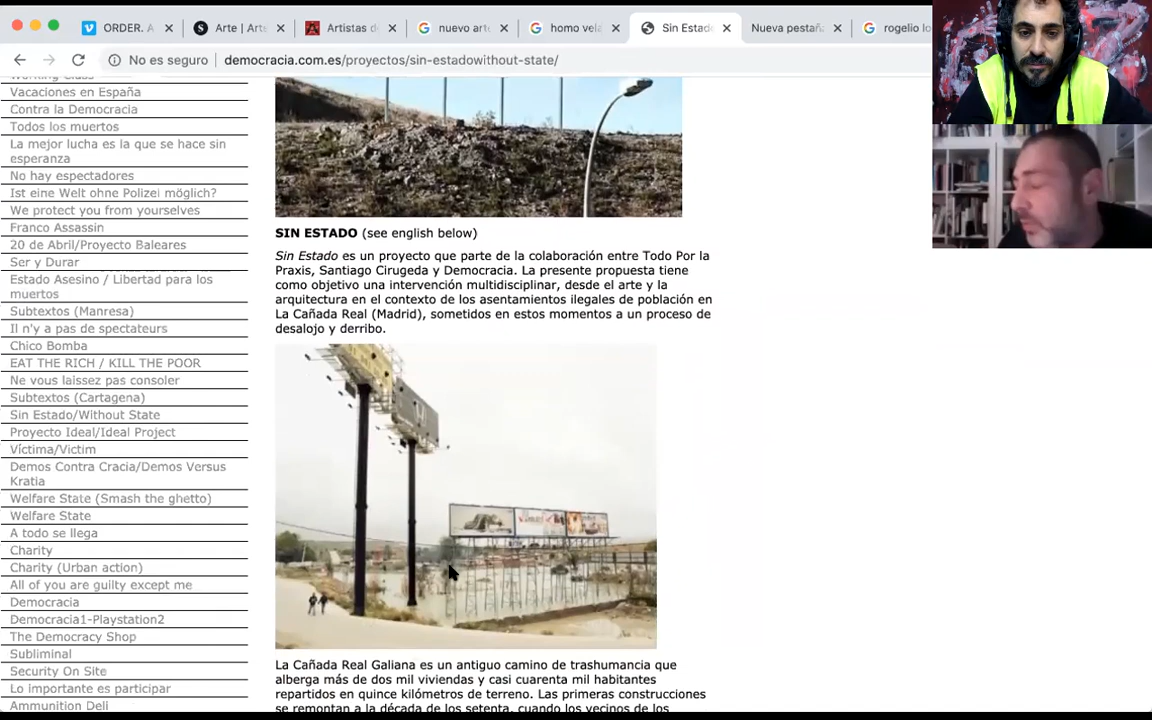 ORDER. A
Arte | Arte
Artistas d
nuevo arte
homo vela
Sin Estad
Nueva pestañ
rogelio lo
No es seguro
democracia.com.es/proyectos/sin-estadowithout-state/
Working Class
Vacaciones en España
Contra la Democracia
Todos los muertos
La mejor lucha es la que se hace sin
esperanza
No hay espectadores
Ist eine Welt ohne Polizei möglich?
We protect you from yourselves
Franco Assassin
20 de Abril/Proyecto Baleares
Ser y Durar
Estado Asesino / Libertad para los
muertos
Subtextos (Manresa)
Il n'y a pas de spectateurs
Chico Bomba
EAT THE RICH / KILL THE POOR
Ne vous laissez pas consoler
Subtextos (Cartagena)
Sin Estado/Without State
Proyecto Ideal/Ideal Project
Víctima/Victim
Demos Contra Cracia/Demos Versus
Kratia
Welfare State (Smash the ghetto)
Welfare State
A todo se llega
Charity
Charity (Urban action)
All of you are guilty except me
Democracia
Democracia1-Playstation2
The Democracy Shop
Subliminal
Security On Site
Lo importante es participar
Ammunition Deli
SIN ESTADO (see english below)
Sin Estado es un proyecto que parte de la colaboración entre Todo Por la
Praxis, Santiago Cirugeda y Democracia. La presente propuesta tiene
como objetivo una intervención multidisciplinar, desde el arte y la
arquitectura en el contexto de los asentamientos ilegales de población en
La Cañada Real (Madrid), sometidos en estos momentos a un proceso de
desalojo y derribo.
La Cañada Real Galiana es un antiguo camino de trashumancia que
alberga más de dos mil viviendas y casi cuarenta mil habitantes
repartidos en quince kilómetros de terreno. Las primeras construcciones
se remontan a la década de los setenta, cuando los vecinos de los